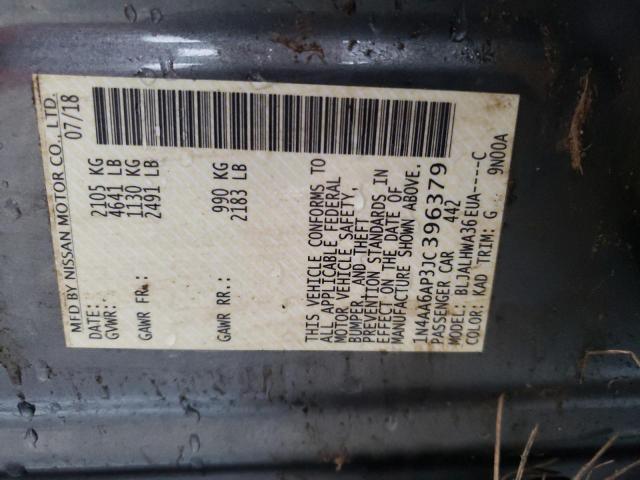 MFD BY NISSAN MOTOR CO., LTD.
DATE: 07/18
GVWR: 2105 KG
4641 LB
GAWR FR: 1130 KG
2491 LB
GAWR RR: 990 KG
2183 LB
THIS VEHICLE CONFORMS TO
ALL APPLICABLE FEDERAL
MOTOR VEHICLE SAFETY,
BUMPER, AND THEFT
PREVENTION STANDARDS IN
EFFECT ON THE DATE OF
MANUFACTURE SHOWN ABOVE.
1N4AA6AP3JC396379
PASSENGER CAR 442
MODEL: BLJALHWA36EUA----C
COLOR: KAD TRIM: G 9N00A